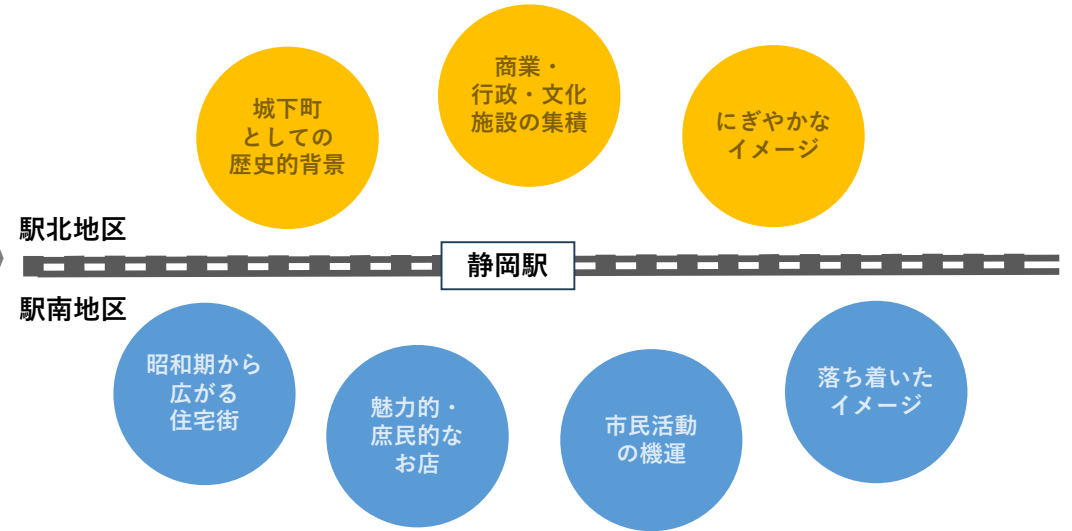 城下町
としての
歴史的背景
商業・
行政・文化
施設の集積
にぎやかな
イメージ
駅北地区
静岡駅
駅南地区
昭和期から
広がる
住宅街
魅力的・
庶民的な
お店
市民活動
の機運
落ち着いた
イメージ